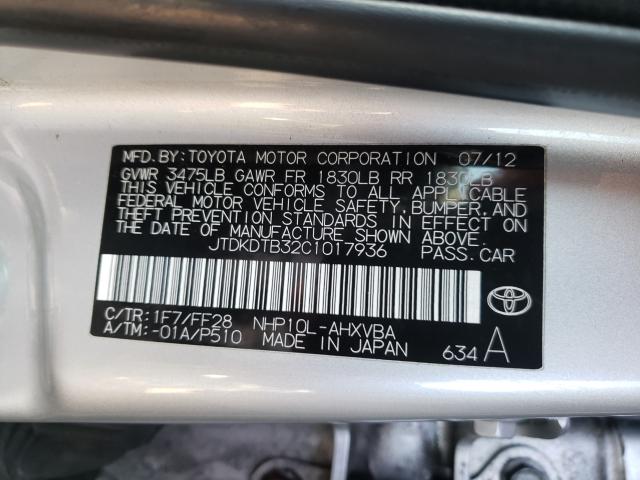 MFD. BY: TOYOTA MOTOR CORPORATION 07/12
GVWR 3475LB GAWR FR 1830LB RR 1830LB
THIS VEHICLE CONFORMS TO ALL APPLICABLE
FEDERAL MOTOR VEHICLE SAFETY, BUMPER, AND
THEFT PREVENTION STANDARDS IN EFFECT ON
THE DATE OF MANUFACTURE SHOWN ABOVE.
JTDKDTB32C1017936 PASS. CAR
C/TR: 1F7/FF28 NHP10L-AHXVBA
A/TM: -01A/P510 MADE IN JAPAN 634 A